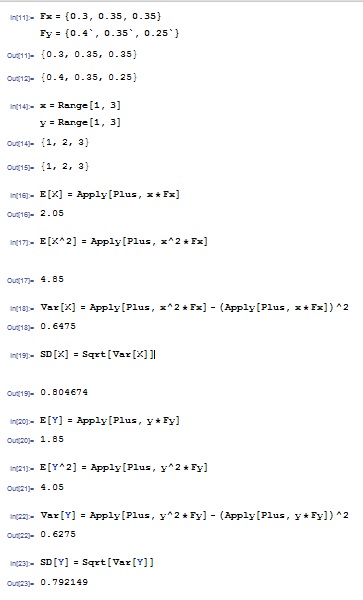 In[11]:= Fx = {0.3, 0.35, 0.35}
Fy = {0.4`, 0.35`, 0.25`}
Out[11]= {0.3, 0.35, 0.35}
Out[12]= {0.4, 0.35, 0.25}
In[14]:= x = Range[1, 3]
y = Range[1, 3]
Out[14]= {1, 2, 3}
Out[15]= {1, 2, 3}
In[16]:= E[X] = Apply[Plus, x * Fx]
Out[16]= 2.05
In[17]:= E[X^2] = Apply[Plus, x^2 * Fx]
Out[17]= 4.85
In[18]:= Var[X] = Apply[Plus, x^2 * Fx] - (Apply[Plus, x * Fx])^2
Out[18]= 0.6475
In[19]:= SD[X] = Sqrt[Var[X]]
Out[19]= 0.804674
In[20]:= E[Y] = Apply[Plus, y * Fy]
Out[20]= 1.85
In[21]:= E[Y^2] = Apply[Plus, y^2 * Fy]
Out[21]= 4.05
In[22]:= Var[Y] = Apply[Plus, y^2 * Fy] - (Apply[Plus, y * Fy])^2
Out[22]= 0.6275
In[23]:= SD[Y] = Sqrt[Var[Y]]
Out[23]= 0.792149